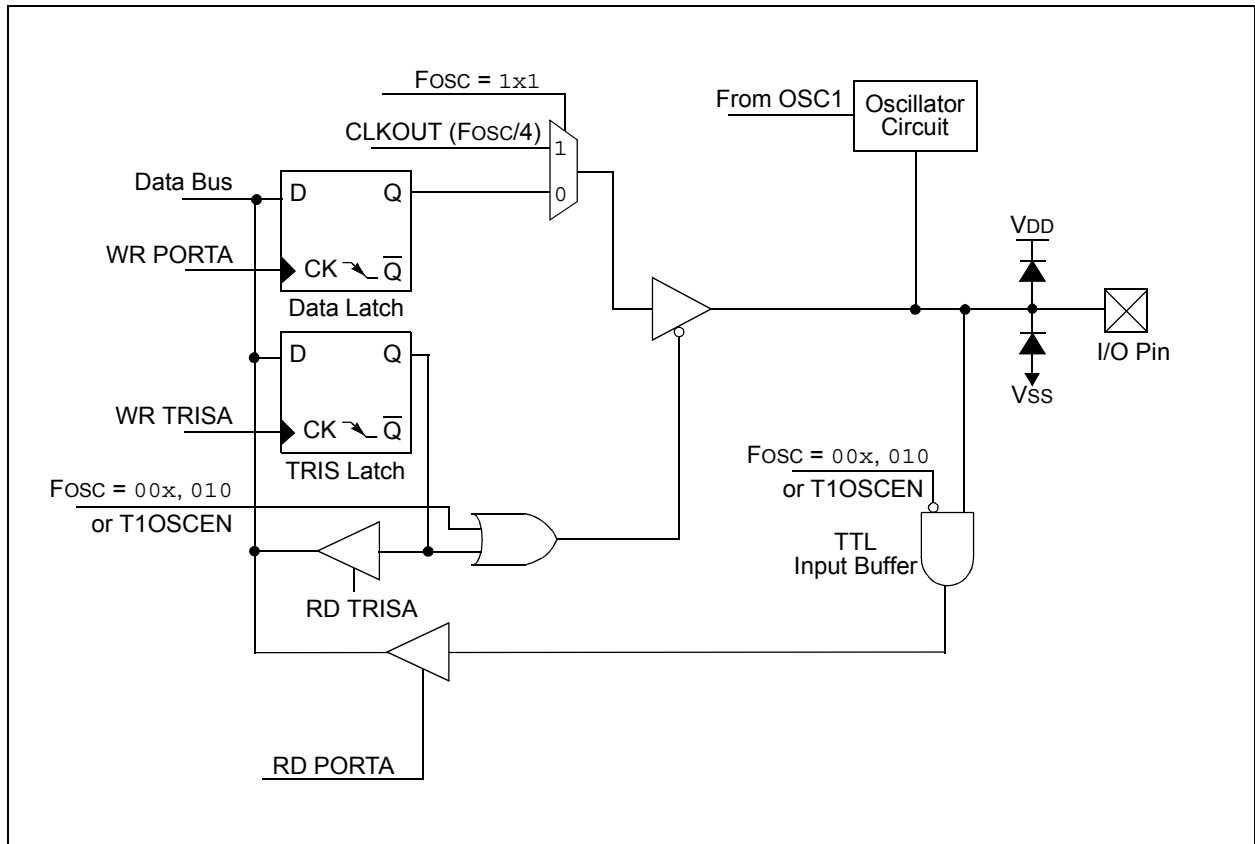 FOSC = 1x1
CLKOUT (FOSC/4)
1
0
From OSC1
Oscillator
Circuit
Data Bus
D Q
WR PORTA
CK Q̅
Data Latch
VDD
I/O Pin
VSS
D Q
WR TRISA
CK Q̅
TRIS Latch
FOSC = 00x, 010
or T1OSCEN
FOSC = 00x, 010
or T1OSCEN
TTL
Input Buffer
RD TRISA
RD PORTA